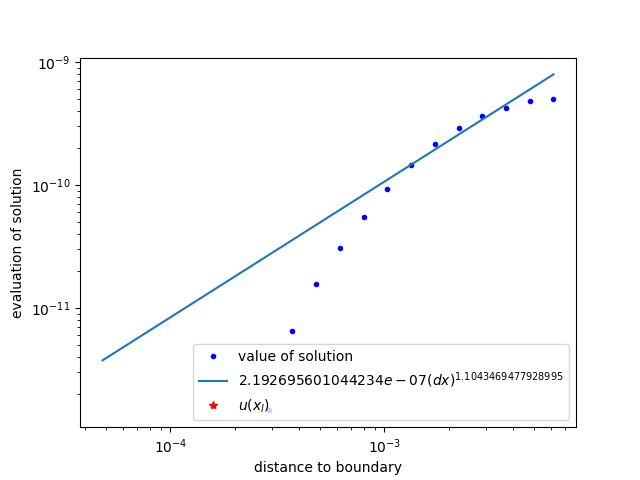 10⁻⁹
10⁻¹⁰
10⁻¹¹
evaluation of solution
value of solution
2.192695601044234e − 07(dx)^1.1043469477928995
u(x_l)
10⁻⁴
10⁻³
distance to boundary